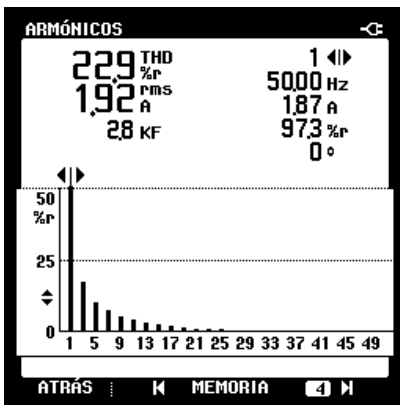 ARMÓNICOS
22,9 THD %r
1,92 rms A
2,8 KF
1
50,00 Hz
1,87 A
97,3 %r
0 °
50
%r
25
0
1 5 9 13 17 21 25 29 33 37 41 45 49
ATRÁS MEMORIA 4